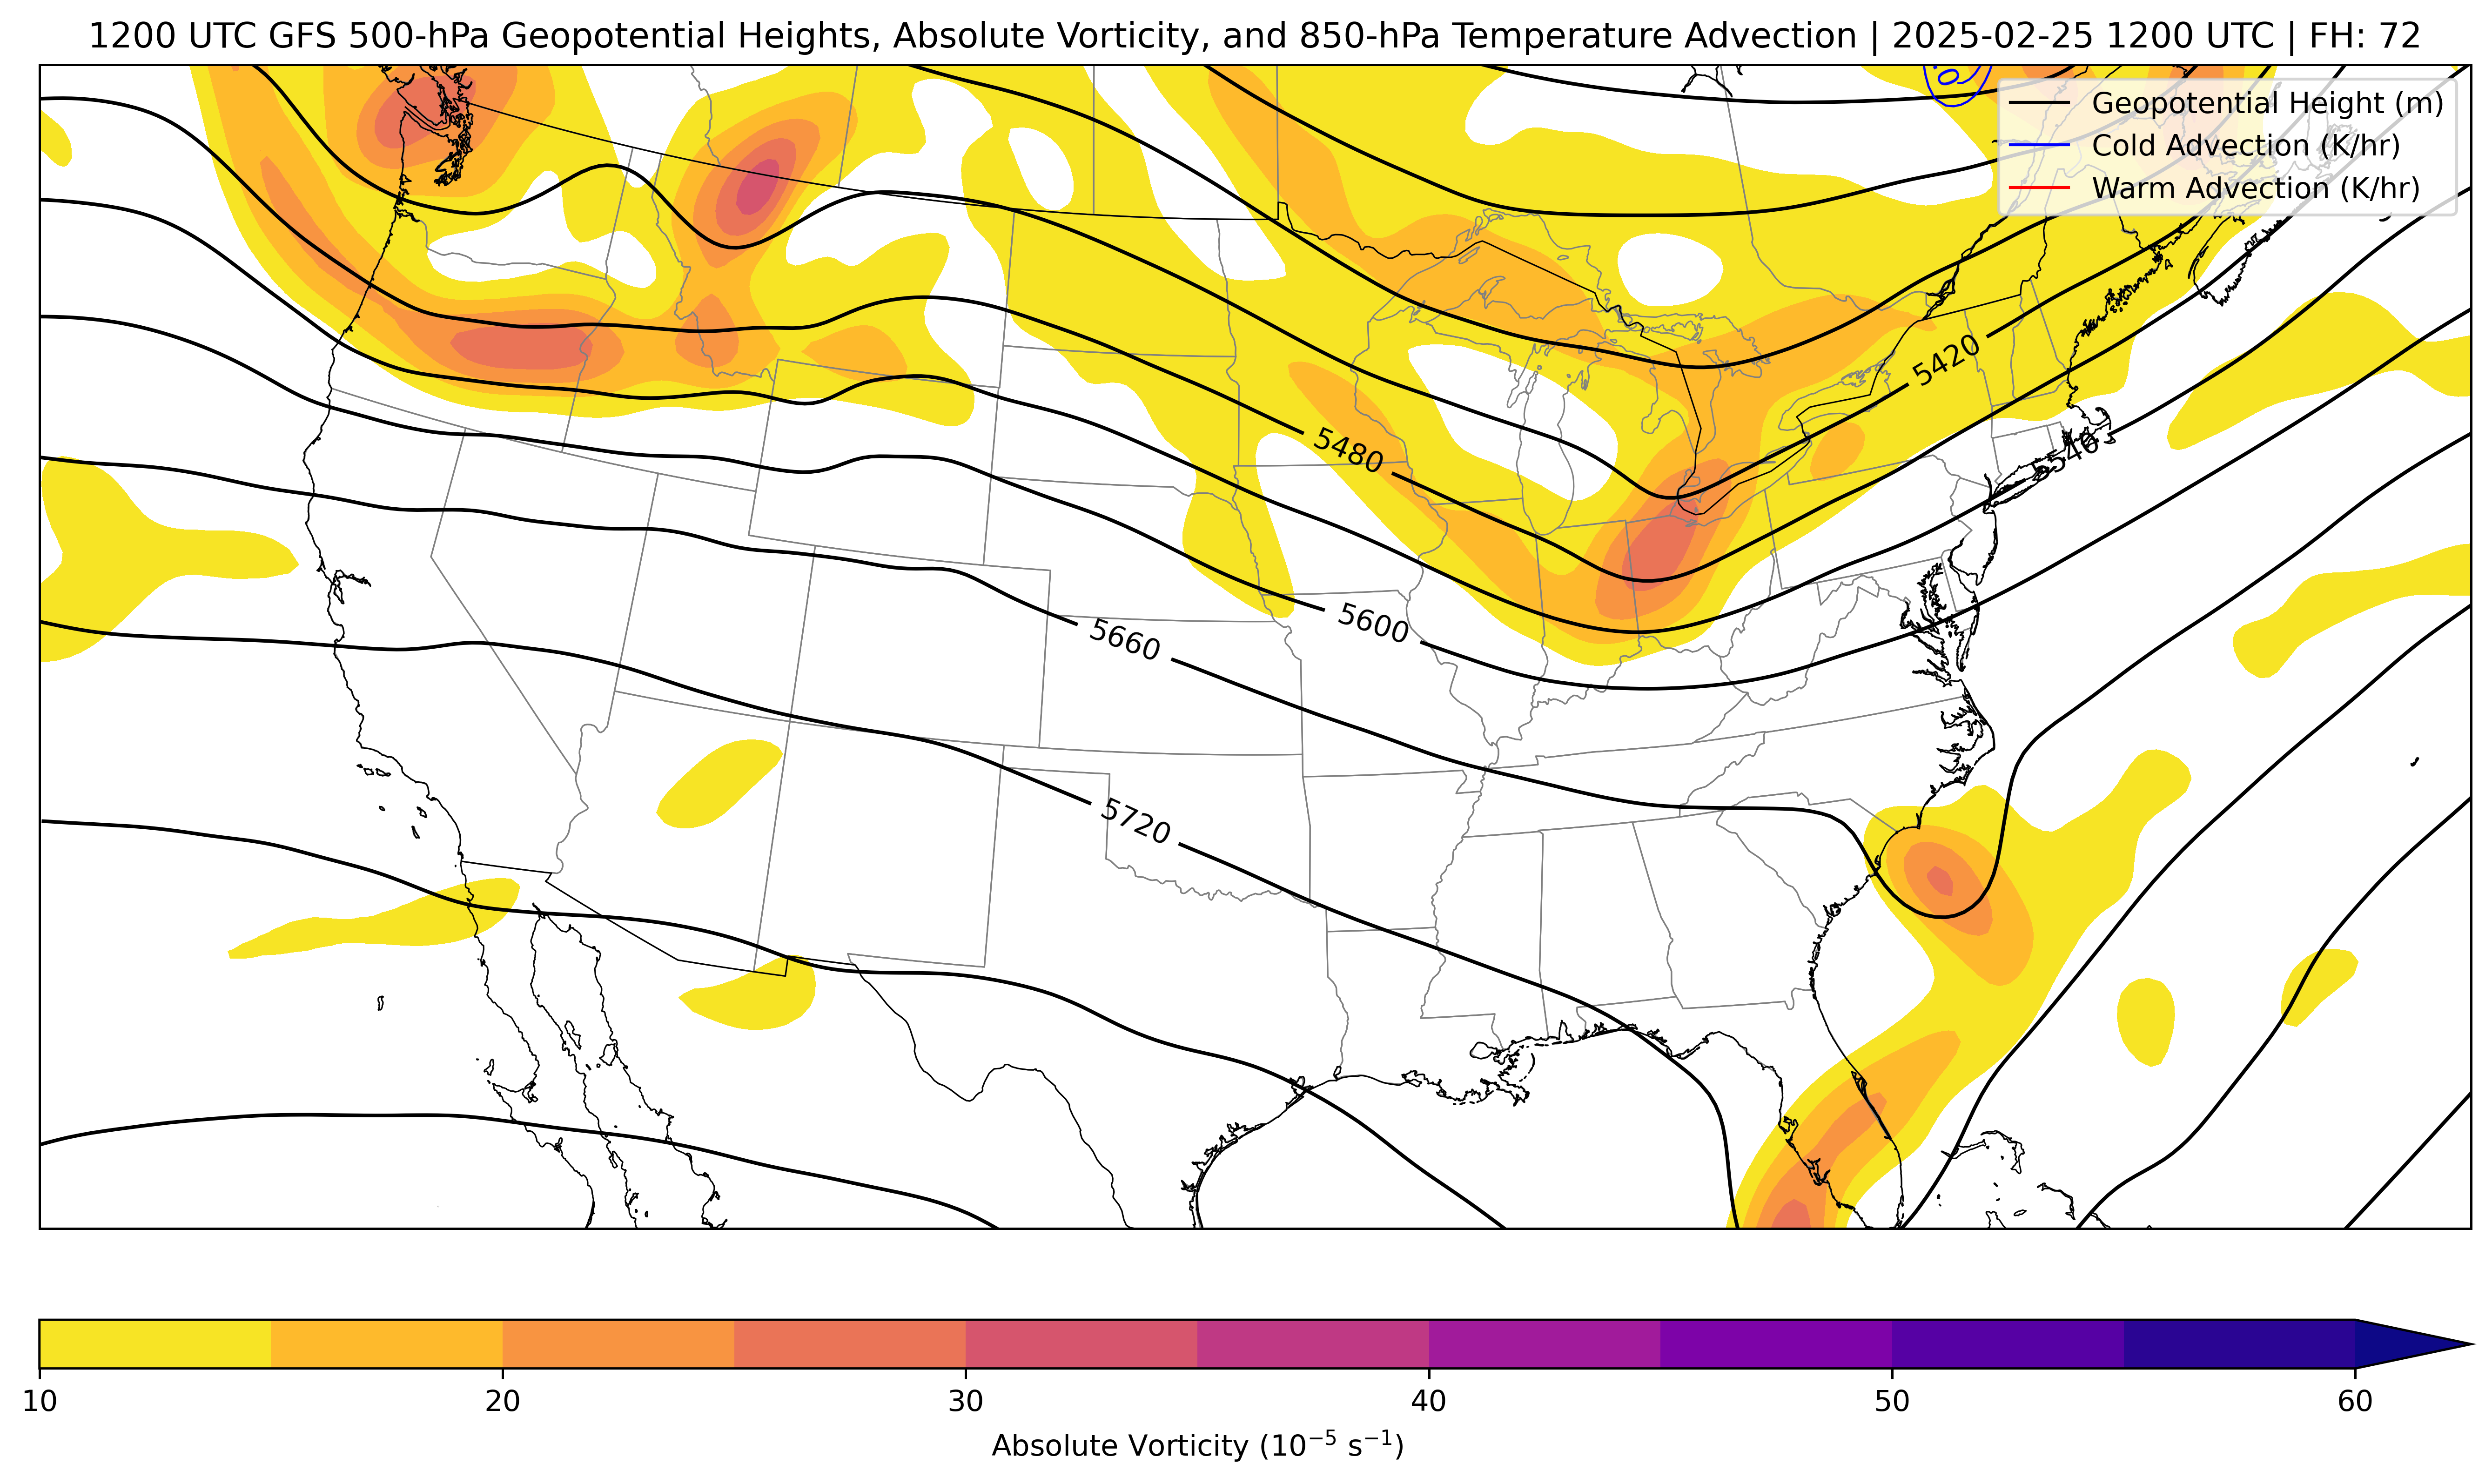 1200 UTC GFS 500-hPa Geopotential Heights, Absolute Vorticity, and 850-hPa Temperature Advection | 2025-02-25 1200 UTC | FH: 72
Geopotential Height (m)
Cold Advection (K/hr)
Warm Advection (K/hr)
5420
5480
5540
5600
5660
5720
10 20 30 40 50 60
Absolute Vorticity (10⁻⁵ s⁻¹)